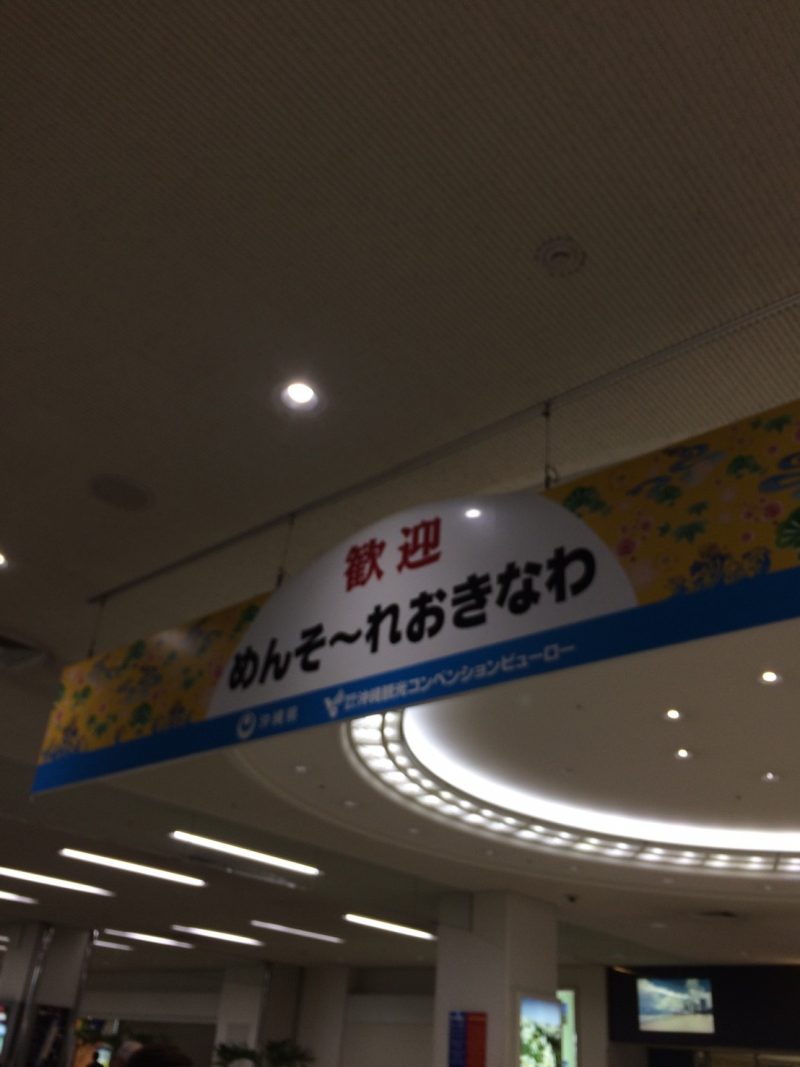 歓迎
めんそ～れおきなわ
沖縄県 沖縄観光コンベンションビューロー